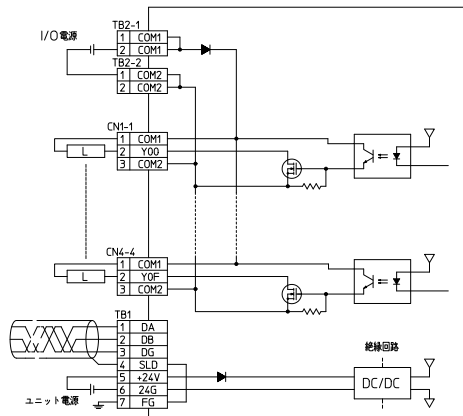 TB2-1
I/O電源
1 COM1
2 COM1
TB2-2
1 COM2
2 COM2
CN1-1
1 COM1
L 2 Y00
3 COM2
CN4-4
1 COM1
L 2 Y0F
3 COM2
TB1
1 DA
2 DB
3 DG
4 SLD
5 +24V
6 24G
7 FG
ユニット電源
絶縁回路
DC/DC